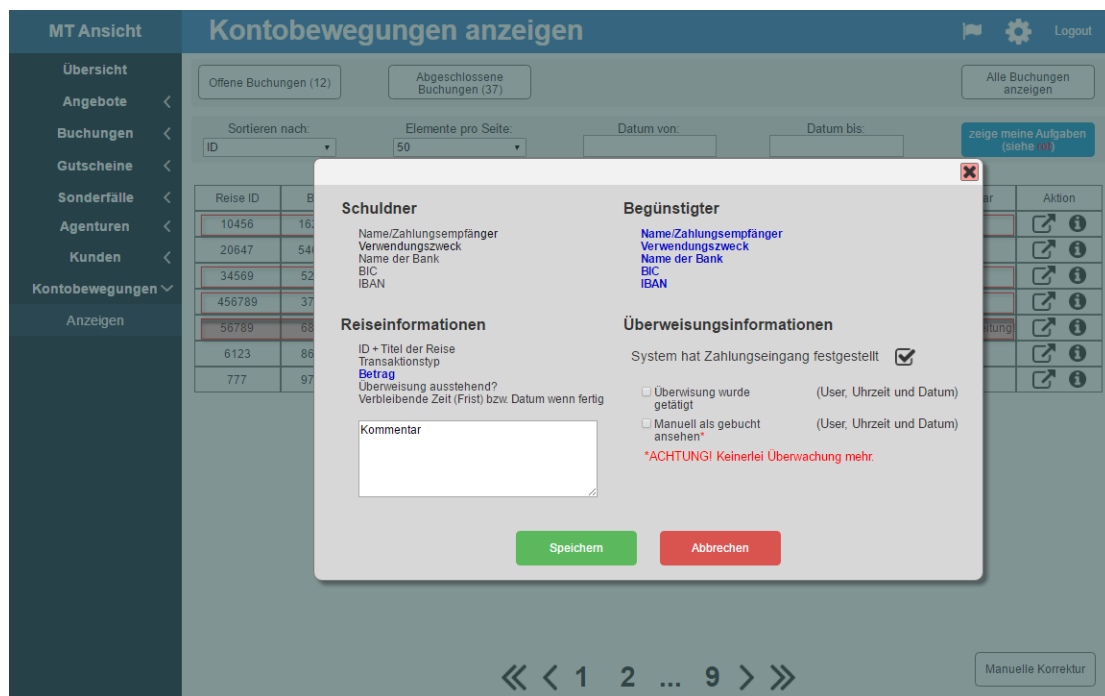 MT Ansicht
Kontobewegungen anzeigen
Logout
Übersicht
Angebote
Buchungen
Gutscheine
Sonderfälle
Agenturen
Kunden
Kontobewegungen
Anzeigen
Offene Buchungen (12)
Abgeschlossene
Buchungen (37)
Alle Buchungen
anzeigen
Sortieren nach:
ID
Elemente pro Seite:
50
Datum von:
Datum bis:
zeige meine Aufgaben
(siehe rot)
Reise ID
Aktion
10456
20647
34569
456789
56789
6123
777
Schuldner
Name/Zahlungsempfänger
Verwendungszweck
Name der Bank
BIC
IBAN
Begünstigter
Name/Zahlungsempfänger
Verwendungszweck
Name der Bank
BIC
IBAN
Reiseinformationen
ID + Titel der Reise
Transaktionstyp
Betrag
Überweisung ausstehend?
Verbleibende Zeit (Frist) bzw. Datum wenn fertig
Kommentar
Überweisungsinformationen
System hat Zahlungseingang festgestellt
Überwisung wurde
getätigt
(User, Uhrzeit und Datum)
Manuell als gebucht
ansehen*
(User, Uhrzeit und Datum)
*ACHTUNG! Keinerlei Überwachung mehr.
Speichern
Abbrechen
1 2 ... 9
Manuelle Korrektur